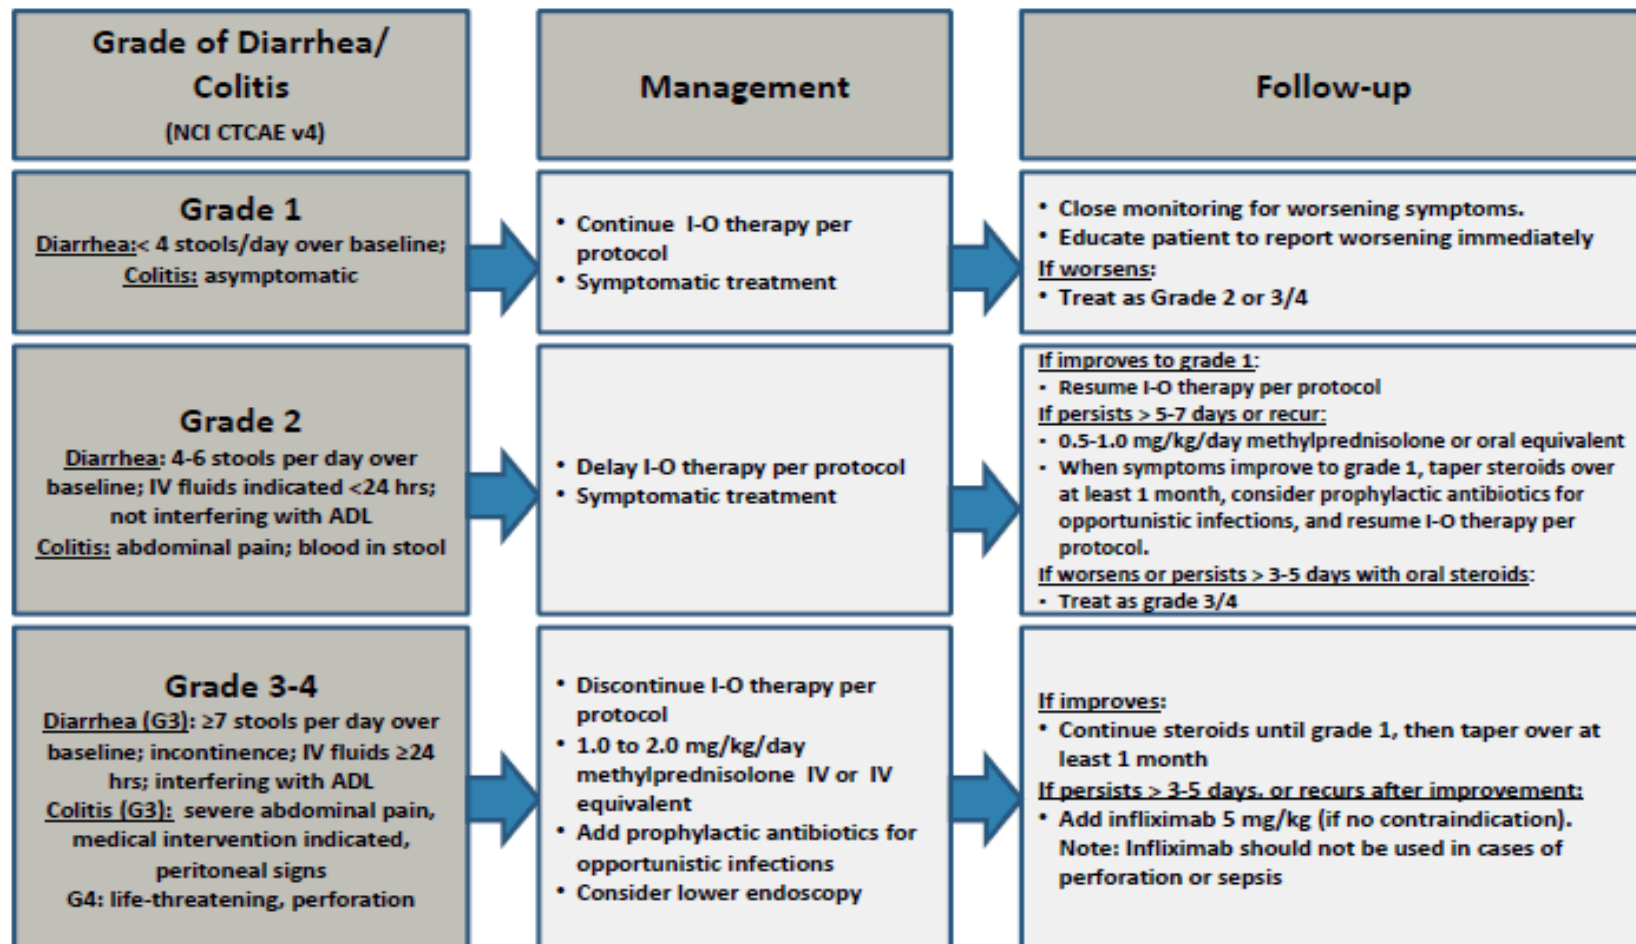 Grade of Diarrhea/
Colitis
(NCI CTCAE v4)
Management
Follow-up
Grade 1
Diarrhea:< 4 stools/day over baseline;
Colitis: asymptomatic
• Continue I-O therapy per
protocol
• Symptomatic treatment
• Close monitoring for worsening symptoms.
• Educate patient to report worsening immediately
If worsens:
• Treat as Grade 2 or 3/4
Grade 2
Diarrhea: 4-6 stools per day over
baseline; IV fluids indicated <24 hrs;
not interfering with ADL
Colitis: abdominal pain; blood in stool
• Delay I-O therapy per protocol
• Symptomatic treatment
If improves to grade 1:
• Resume I-O therapy per protocol
If persists > 5-7 days or recur:
• 0.5-1.0 mg/kg/day methylprednisolone or oral equivalent
• When symptoms improve to grade 1, taper steroids over
at least 1 month, consider prophylactic antibiotics for
opportunistic infections, and resume I-O therapy per
protocol.
If worsens or persists > 3-5 days with oral steroids:
• Treat as grade 3/4
Grade 3-4
Diarrhea (G3): ≥7 stools per day over
baseline; incontinence; IV fluids ≥24
hrs; interfering with ADL
Colitis (G3): severe abdominal pain,
medical intervention indicated,
peritoneal signs
G4: life-threatening, perforation
• Discontinue I-O therapy per
protocol
• 1.0 to 2.0 mg/kg/day
methylprednisolone IV or IV
equivalent
• Add prophylactic antibiotics for
opportunistic infections
• Consider lower endoscopy
If improves:
• Continue steroids until grade 1, then taper over at
least 1 month
If persists > 3-5 days, or recurs after improvement:
• Add infliximab 5 mg/kg (if no contraindication).
Note: Infliximab should not be used in cases of
perforation or sepsis